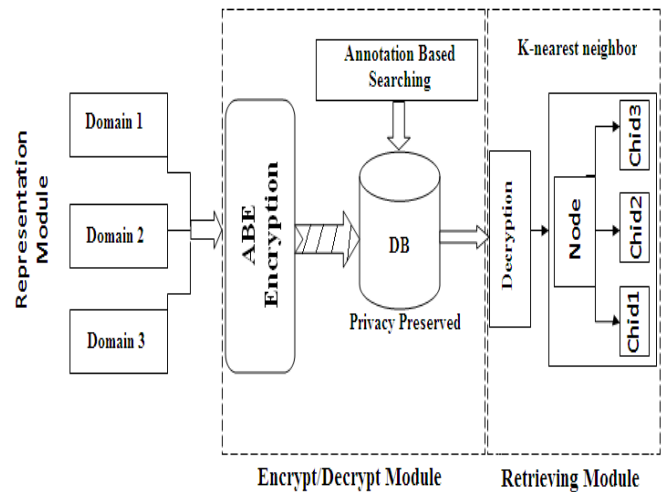 Representation
Module
Domain 1
Domain 2
Domain 3
ABE
Encryption
Annotation Based
Searching
DB
Privacy Preserved
Encrypt/Decrypt Module
K-nearest neighbor
Decryption
Node
Chid3
Chid2
Chid1
Retrieving Module